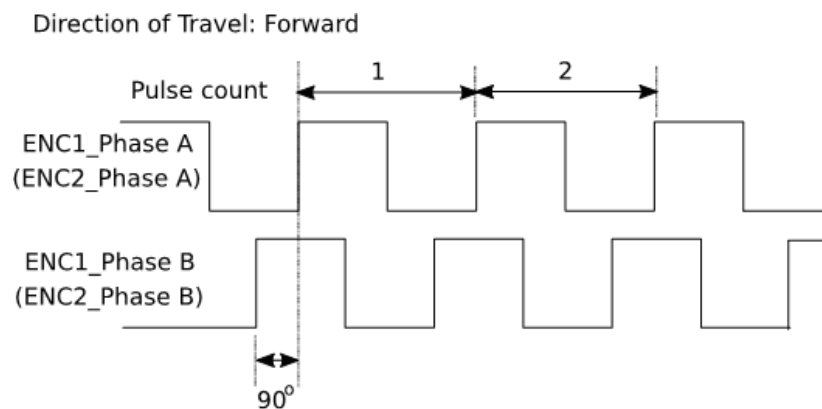 Direction of Travel: Forward
1
2
Pulse count
ENC1_Phase A
(ENC2_Phase A)
ENC1_Phase B
(ENC2_Phase B)
90°